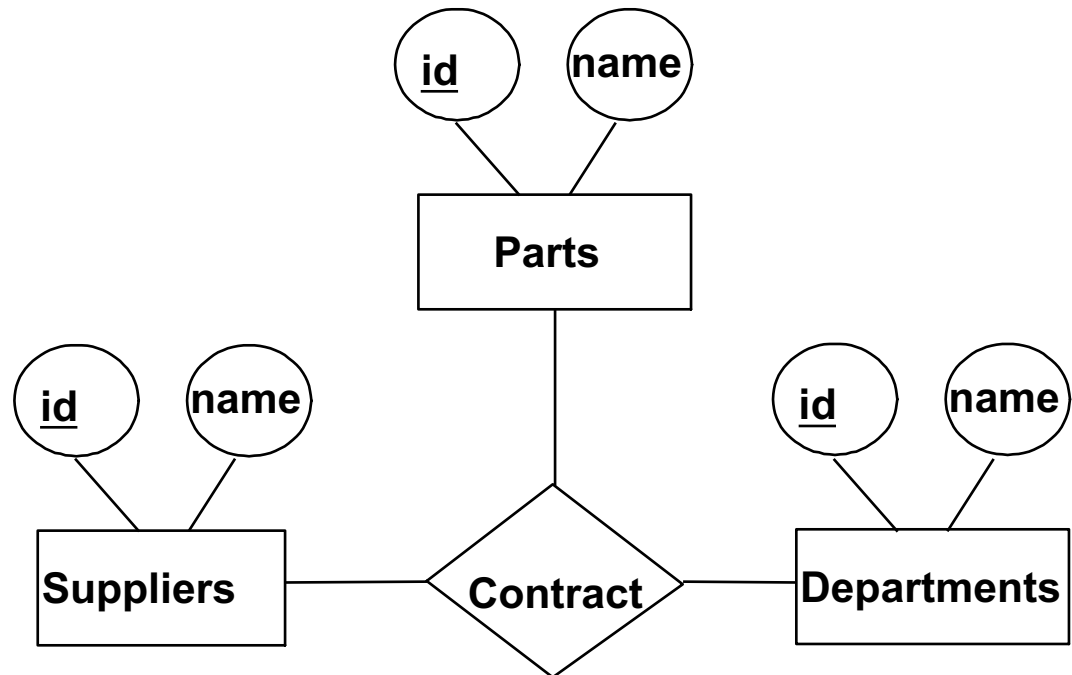 id
name
Parts
id
name
id
name
Suppliers
Contract
Departments